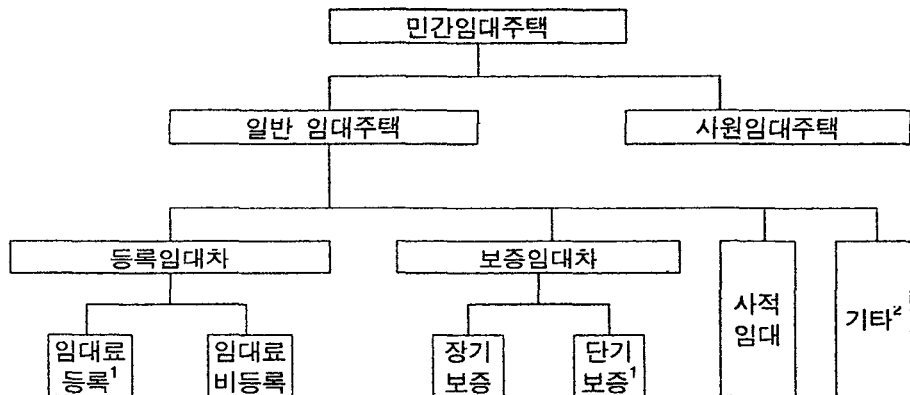 민간임대주택
일반 임대주택
사원임대주택
등록임대차
보증임대차
사적
임대
기타²
임대료
등록¹
임대료
비등록
장기
보증
단기
보증¹